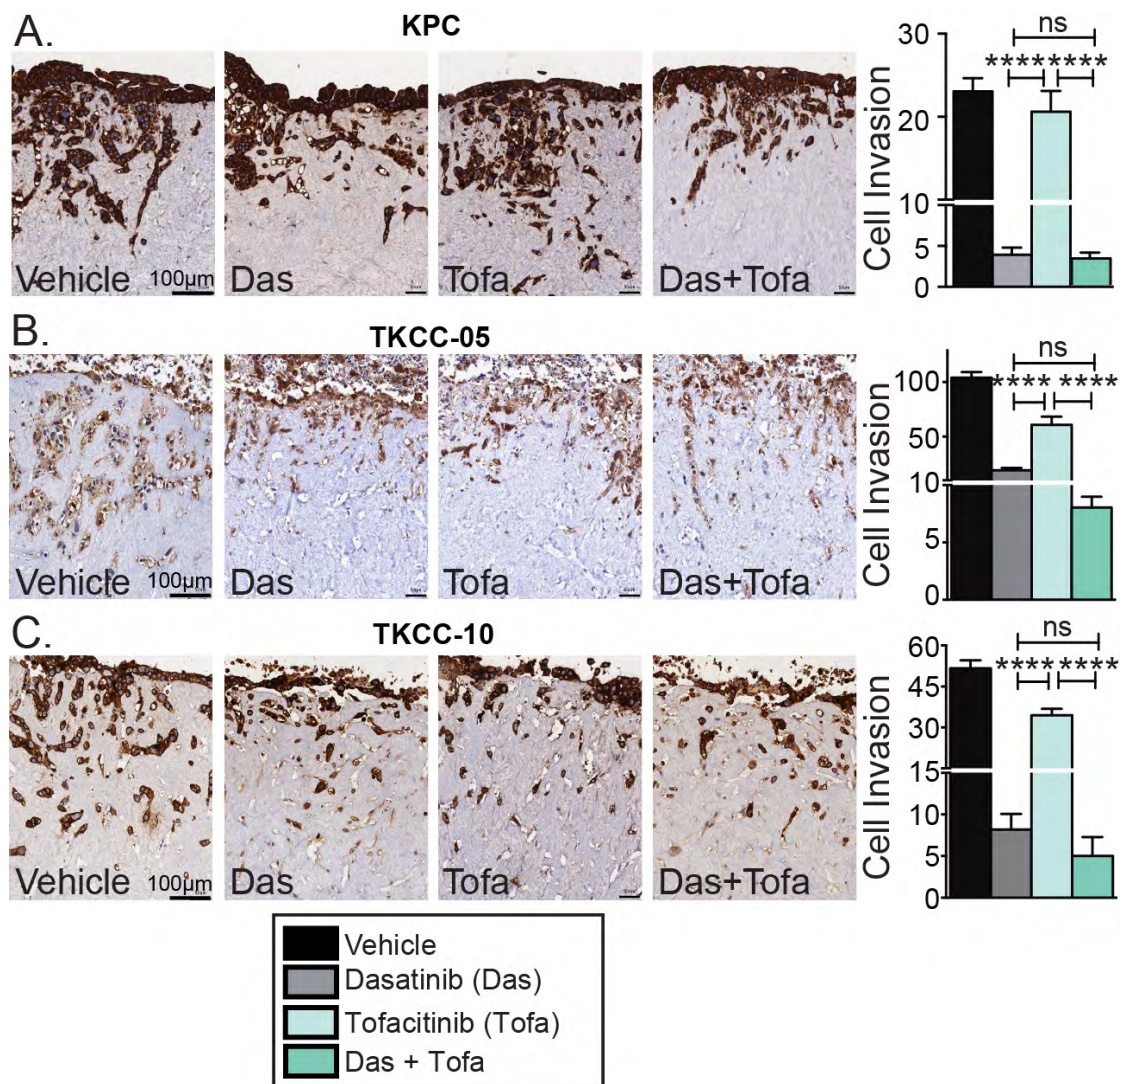 A.
KPC
Vehicle 100µm
Das
Tofa
Das+Tofa
Cell Invasion
30
20
10
10
5
0
ns
********
B.
TKCC-05
Vehicle 100µm
Das
Tofa
Das+Tofa
Cell Invasion
100
50
10
5
0
ns
**** ****
C.
TKCC-10
Vehicle 100µm
Das
Tofa
Das+Tofa
Cell Invasion
60
45
30
15
15
10
5
0
ns
**** ****
Vehicle
Dasatinib (Das)
Tofacitinib (Tofa)
Das + Tofa